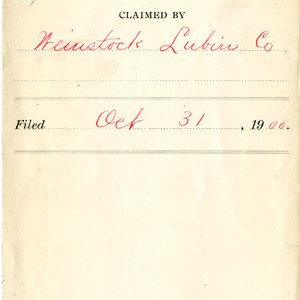 CLAIMED BY
Weinstock Lubin Co
Filed Oct 31, 1900.